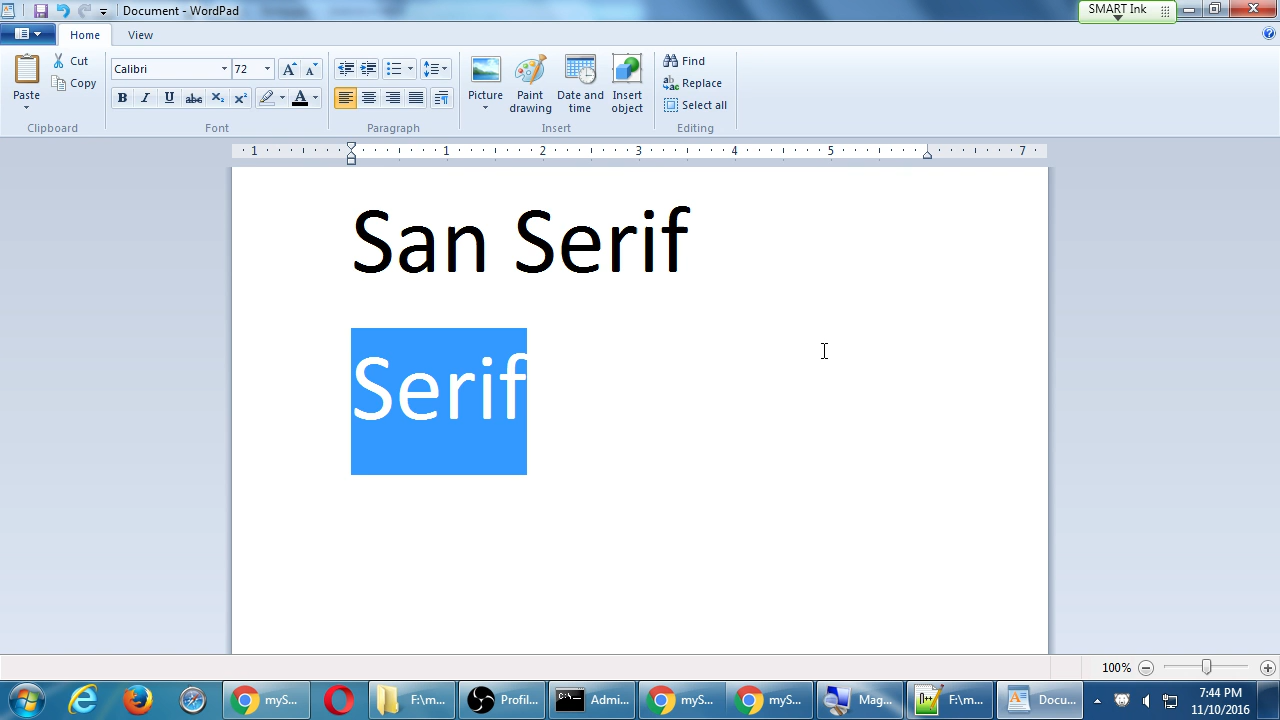 Document - WordPad
SMART Ink
Home
View
Paste
Cut
Copy
Clipboard
Calibri
72
B I U abc X₂ X²
A
Font
Paragraph
Picture
Paint drawing
Date and time
Insert object
Insert
Find
Replace
Select all
Editing
1 1 2 3 4 5 7
San Serif
Serif
100%
myS...
F:\m...
Profil...
Admi...
myS...
myS...
Mag...
F:\m...
Docu...
7:44 PM
11/10/2016